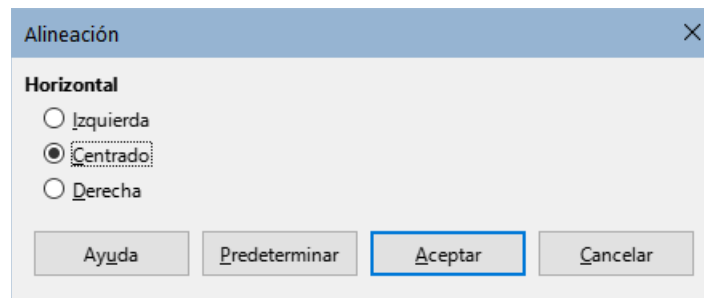 Alineación
Horizontal
Izquierda
Centrado
Derecha
Ayuda Predeterminar Aceptar Cancelar